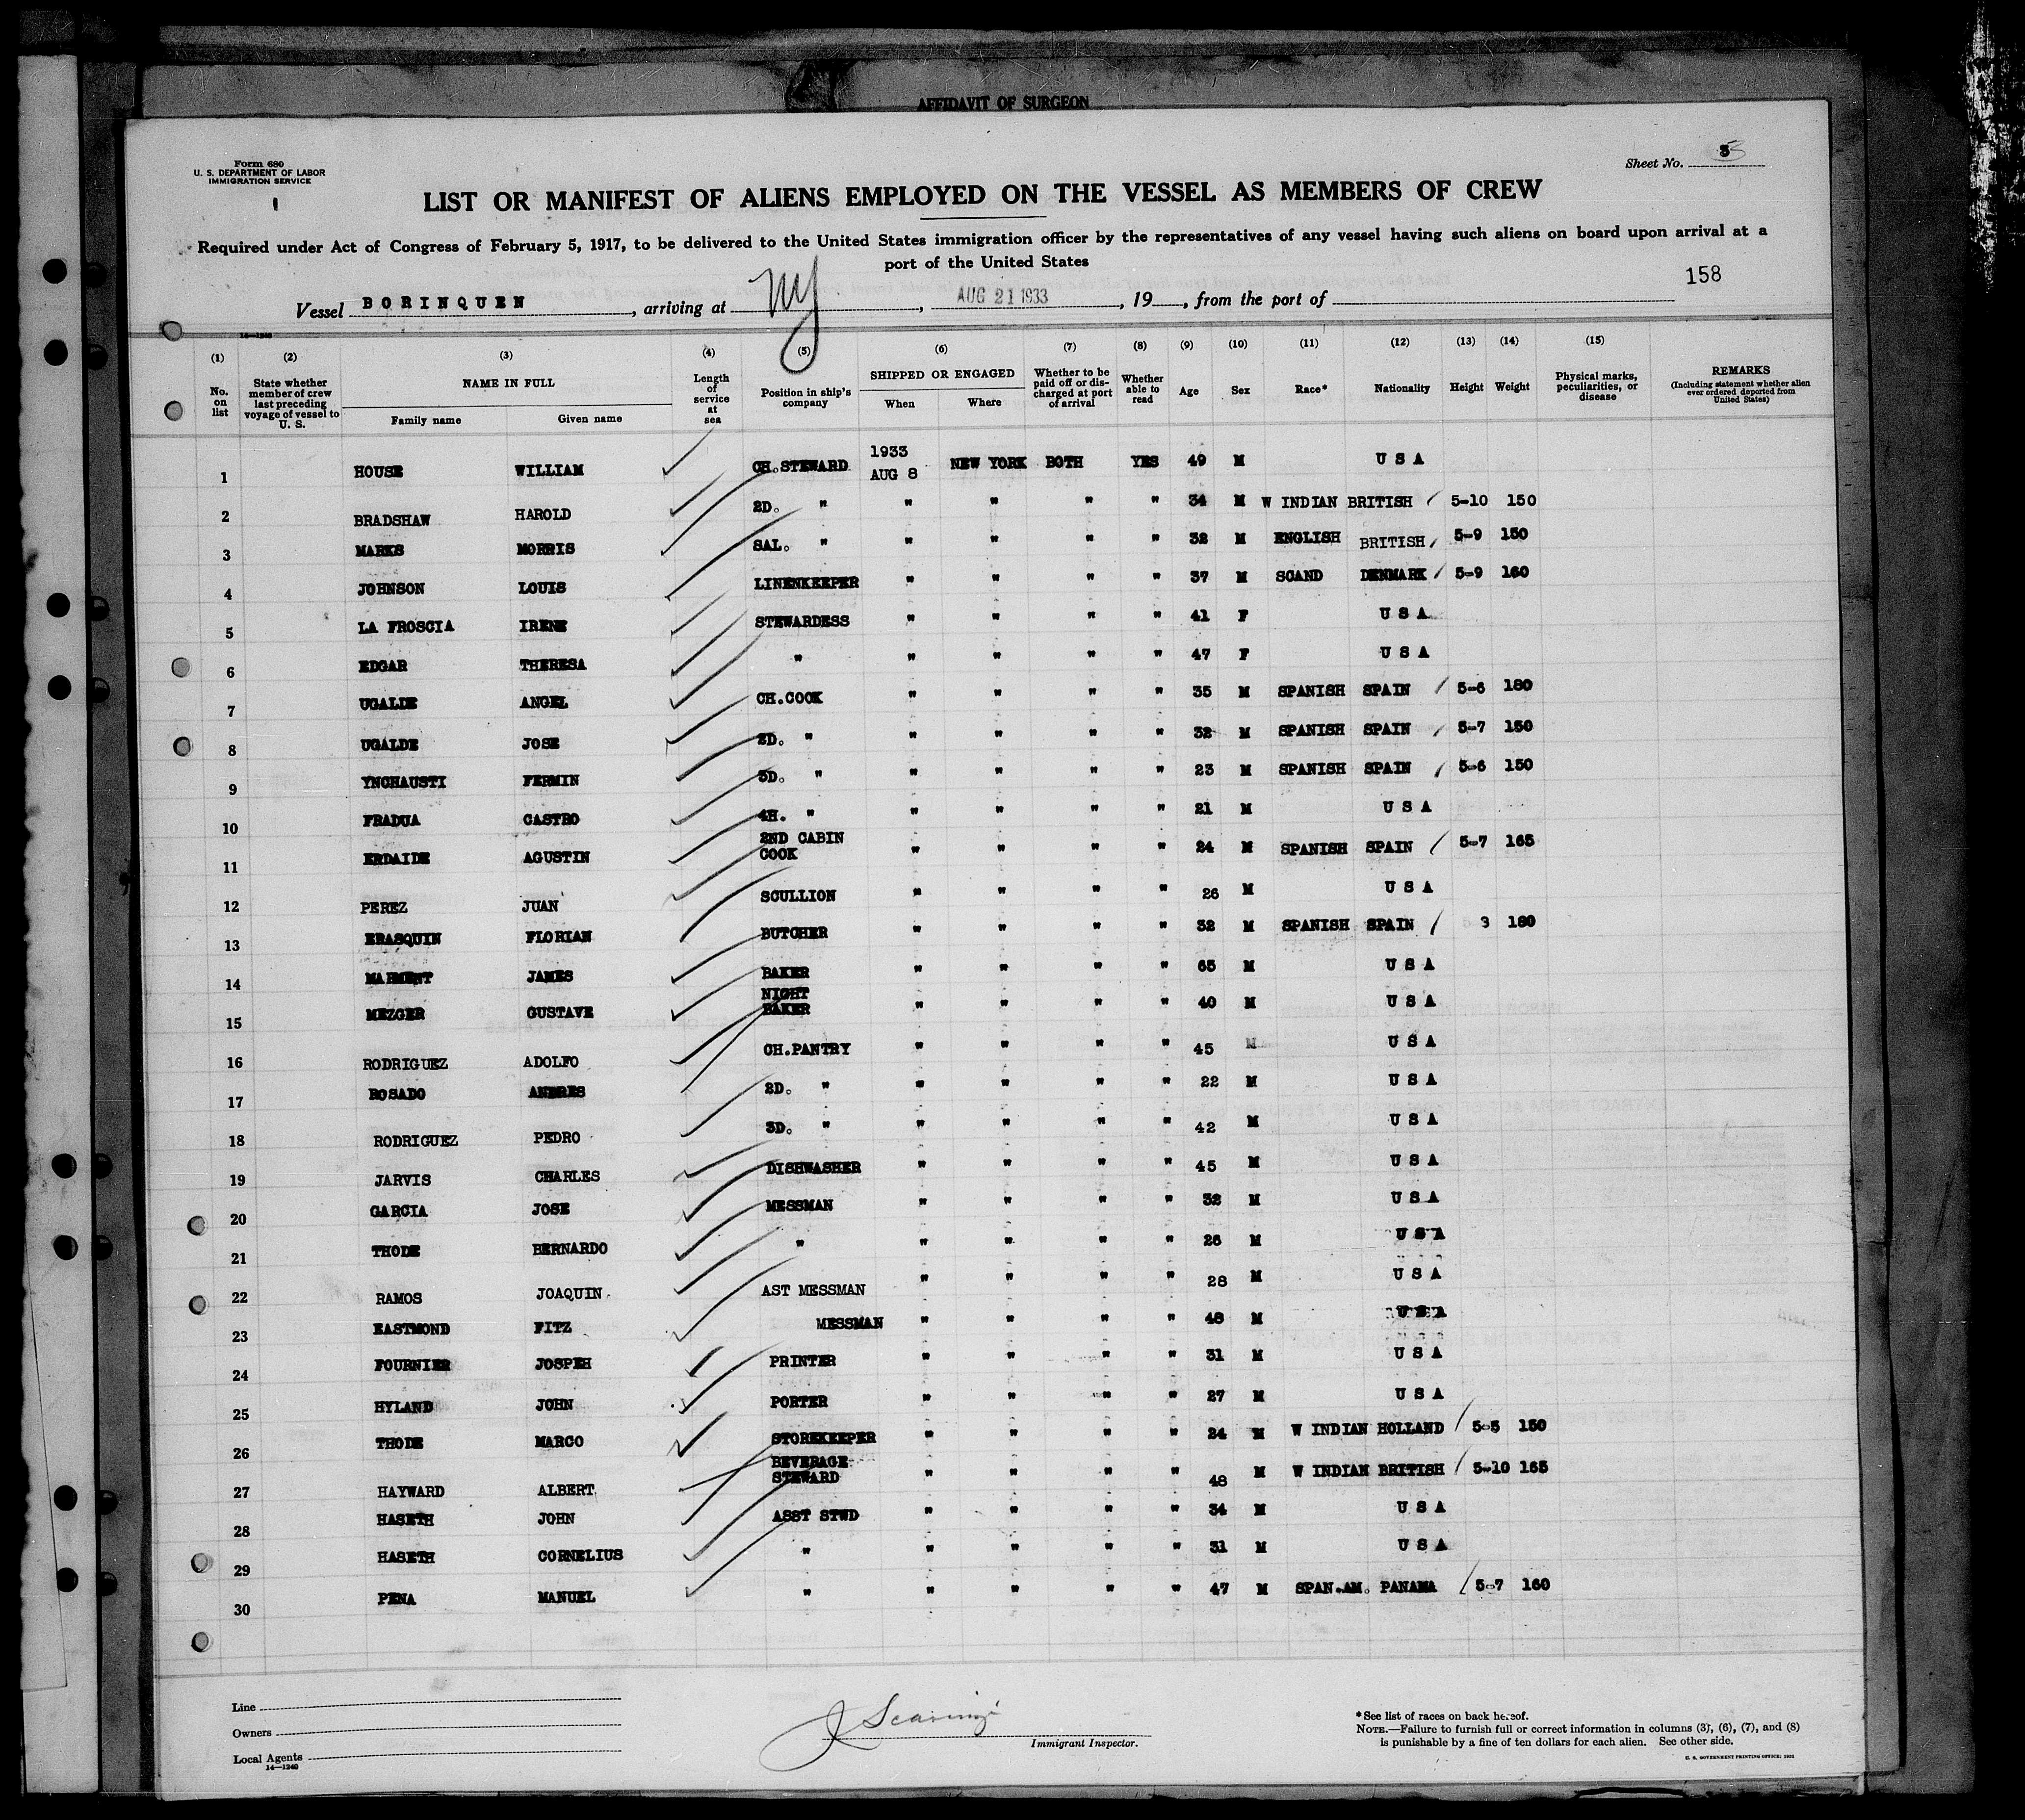 AFFIDAVIT OF SURGEON
Form 680
U. S. DEPARTMENT OF LABOR
IMMIGRATION SERVICE
1
Sheet No. 3
LIST OR MANIFEST OF ALIENS EMPLOYED ON THE VESSEL AS MEMBERS OF CREW
Required under Act of Congress of February 5, 1917, to be delivered to the United States immigration officer by the representatives of any vessel having such aliens on board upon arrival at a
port of the United States
158
Vessel BORINQUEN, arriving at NY, AUG 21 1933, 19, from the port of
14—1240
(1) (2) (3) (4) (5) (6) (7) (8) (9) (10) (11) (12) (13) (14) (15)
No. on list State whether member of crew last preceding voyage of vessel to U. S. NAME IN FULL Family name Given name Length of service at sea Position in ship's company SHIPPED OR ENGAGED When Where Whether to be paid off or discharged at port of arrival Whether able to read Age Sex Race* Nationality Height Weight Physical marks, peculiarities, or disease REMARKS (Including statement whether alien ever ordered deported from United States)
1 HOUSE WILLIAM CH.STEWARD 1933 AUG 8 NEW YORK BOTH YES 49 M U S A
2 BRADSHAW HAROLD 2D. " " " " " 34 M W INDIAN BRITISH 5-10 150
3 MARKS MORRIS SAL. " " " " " 32 M ENGLISH BRITISH 5-9 150
4 JOHNSON LOUIS LINENKEEPER " " " " 37 M SCAND DENMARK 5-9 160
5 LA FROSCIA IRENE STEWARDESS " " " " 41 F U S A
6 EDGAR THERESA " " " " " 47 F U S A
7 UGALDE ANGEL CH.COOK " " " " 35 M SPANISH SPAIN 5-6 180
8 UGALDE JOSE 2D. " " " " " 32 M SPANISH SPAIN 5-7 150
9 YNCHAUSTI FERMIN 3D. " " " " " 23 M SPANISH SPAIN 5-6 150
10 FRADUA CASTRO 4H. " " " " " 21 M U S A
11 ERDAIDE AGUSTIN 2ND CABIN COOK " " " " 24 M SPANISH SPAIN 5-7 165
12 PEREZ JUAN SCULLION " " " " 26 M U S A
13 ERASQUIN FLORIAN BUTCHER " " " " 32 M SPANISH SPAIN 3 180
14 MARMENT JAMES BAKER " " " " 65 M U S A
15 MEZGER GUSTAVE NIGHT BAKER " " " " 40 M U S A
16 RODRIGUEZ ADOLFO CH.PANTRY " " " " 45 M U S A
17 ROSADO ANDRES 2D. " " " " " 22 M U S A
18 RODRIGUEZ PEDRO 3D. " " " " " 42 M U S A
19 JARVIS CHARLES DISHWASHER " " " " 45 M U S A
20 GARCIA JOSE MESSMAN " " " " 32 M U S A
21 THODE BERNARDO " " " " " 26 M U S A
22 RAMOS JOAQUIN AST MESSMAN " " " " 28 M U S A
23 EASTMOND FITZ MESSMAN " " " " 48 M U S A
24 FOURNIER JOSPEH PRINTER " " " " 31 M U S A
25 HYLAND JOHN PORTER " " " " 27 M U S A
26 THODE MARCO STOREKEEPER " " " " 24 M W INDIAN HOLLAND 5-5 150
27 HAYWARD ALBERT BEVERAGE STEWARD " " " " 48 M W INDIAN BRITISH 5-10 165
28 HASETH JOHN ASST STWD " " " " 34 M U S A
29 HASETH CORNELIUS " " " " " 31 M U S A
30 PENA MANUEL " " " " " 47 M SPAN.AM. PANAMA 5-7 160
Line
Owners
Local Agents
14—1240
Immigrant Inspector.
*See list of races on back hereof.
NOTE.—Failure to furnish full or correct information in columns (3), (6), (7), and (8)
is punishable by a fine of ten dollars for each alien. See other side.